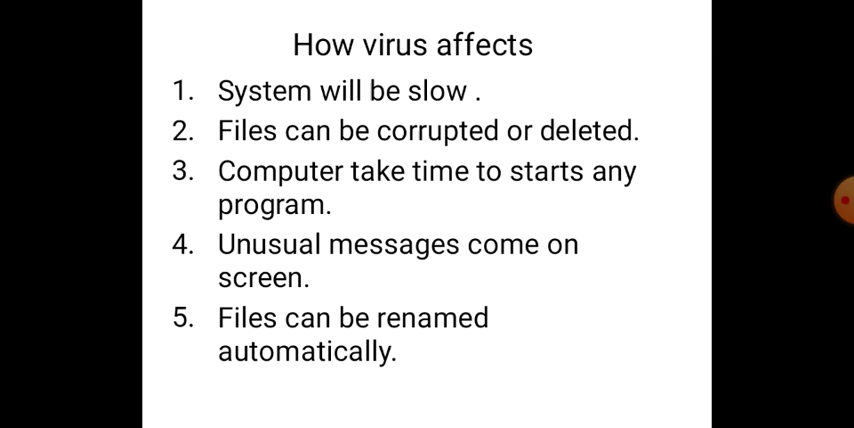 How virus affects
1. System will be slow .
2. Files can be corrupted or deleted.
3. Computer take time to starts any
program.
4. Unusual messages come on
screen.
5. Files can be renamed
automatically.